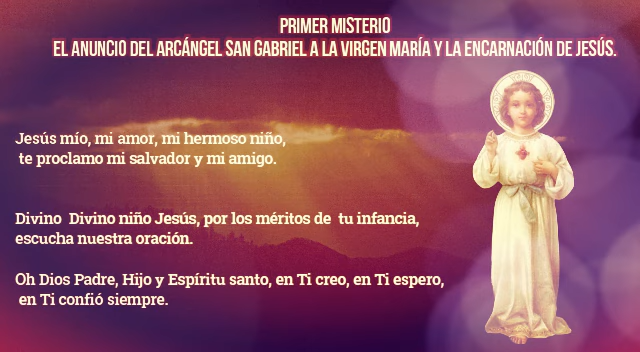 PRIMER MISTERIO
EL ANUNCIO DEL ARCÁNGEL SAN GABRIEL A LA VIRGEN MARÍA Y LA ENCARNACIÓN DE JESÚS.
Jesús mío, mi amor, mi hermoso niño,
te proclamo mi salvador y mi amigo.
Divino Divino niño Jesús, por los méritos de tu infancia,
escucha nuestra oración.
Oh Dios Padre, Hijo y Espíritu santo, en Ti creo, en Ti espero,
en Ti confió siempre.